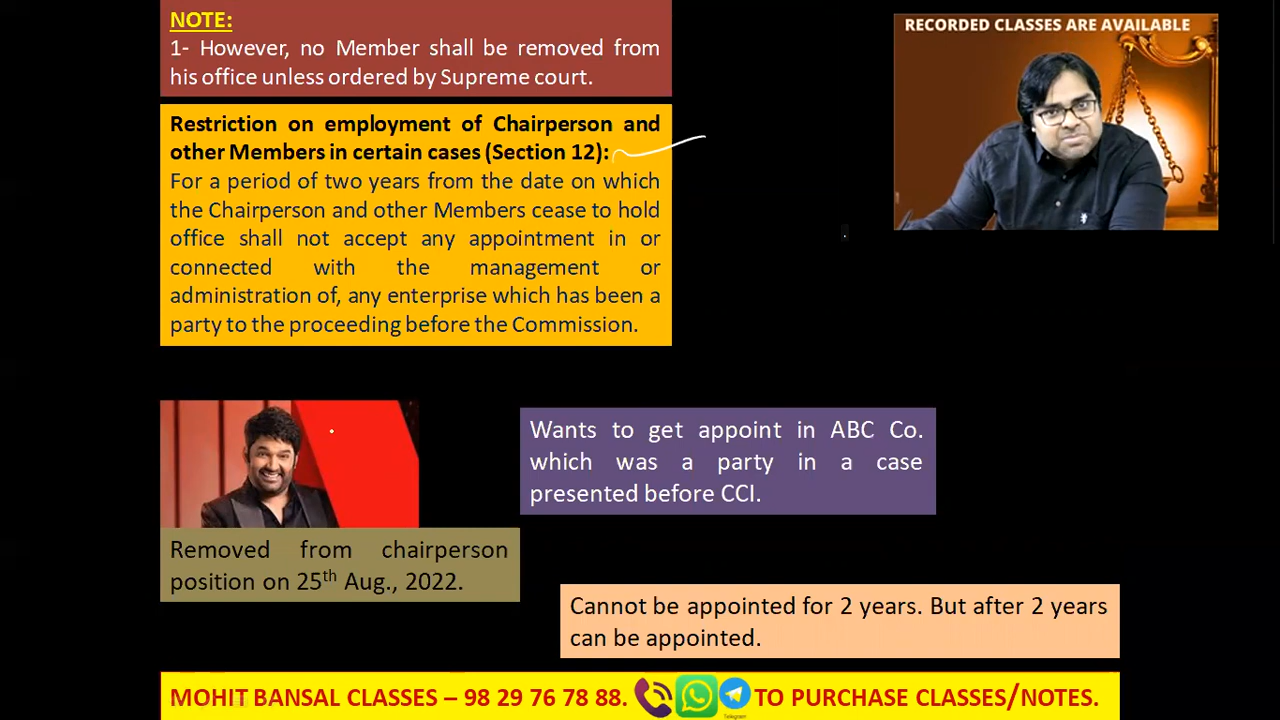 NOTE:
1- However, no Member shall be removed from
his office unless ordered by Supreme court.
RECORDED CLASSES ARE AVAILABLE
Restriction on employment of Chairperson and
other Members in certain cases (Section 12):
For a period of two years from the date on which
the Chairperson and other Members cease to hold
office shall not accept any appointment in or
connected with the management or
administration of, any enterprise which has been a
party to the proceeding before the Commission.
Wants to get appoint in ABC Co.
which was a party in a case
presented before CCI.
Removed from chairperson
position on 25th Aug., 2022.
Cannot be appointed for 2 years. But after 2 years
can be appointed.
MOHIT BANSAL CLASSES – 98 29 76 78 88. TO PURCHASE CLASSES/NOTES.
Telegram